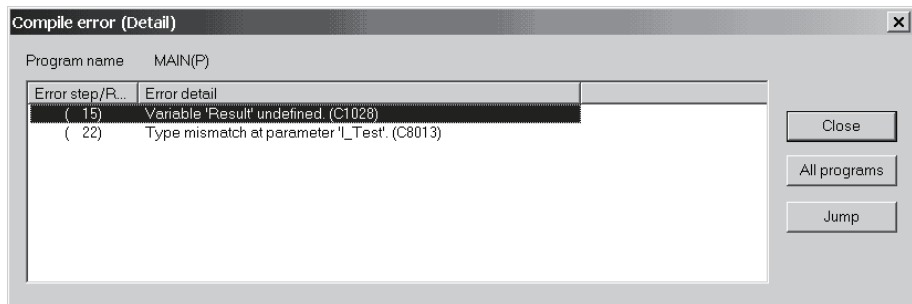 Compile error (Detail)
Program name MAIN(P)
Error step/R... Error detail
( 15) Variable 'Result' undefined. (C1028)
( 22) Type mismatch at parameter 'I_Test'. (C8013)
Close
All programs
Jump